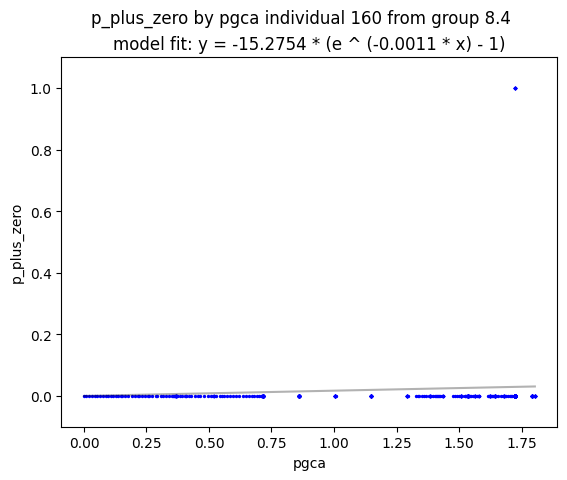 p_plus_zero by pgca individual 160 from group 8.4
model fit: y = -15.2754 * (e ^ (-0.0011 * x) - 1)
1.0
0.8
0.6
0.4
0.2
0.0
p_plus_zero
0.00 0.25 0.50 0.75 1.00 1.25 1.50 1.75
pgca